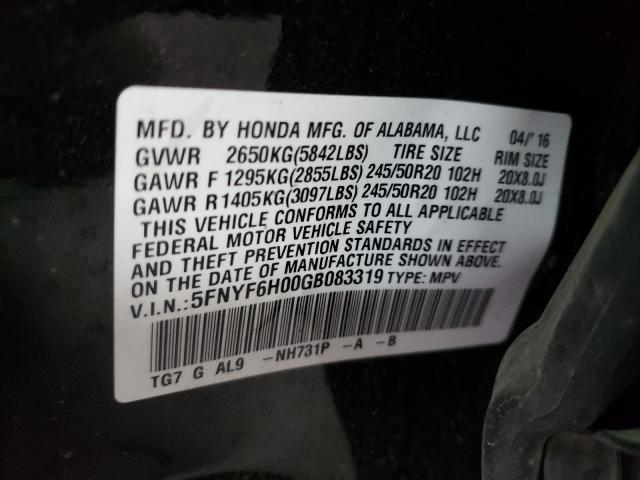 MFD. BY HONDA MFG. OF ALABAMA, LLC 04/'16
GVWR 2650KG(5842LBS) TIRE SIZE RIM SIZE
GAWR F 1295KG(2855LBS) 245/50R20 102H 20X8.0J
GAWR R 1405KG(3097LBS) 245/50R20 102H 20X8.0J
THIS VEHICLE CONFORMS TO ALL APPLICABLE
FEDERAL MOTOR VEHICLE SAFETY
AND THEFT PREVENTION STANDARDS IN EFFECT
ON THE DATE OF MANUFACTURE SHOWN ABOVE.
V.I.N.: 5FNYF6H00GB083319 TYPE: MPV
TG7 G AL9 -NH731P -A -B